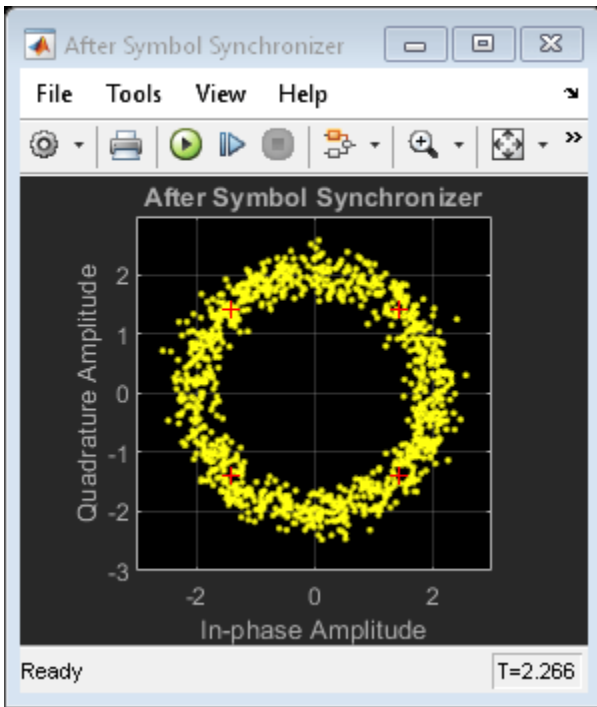 After Symbol Synchronizer
File Tools View Help
After Symbol Synchronizer
Quadrature Amplitude
2
1
0
-1
-2
-3
-2 0 2
In-phase Amplitude
Ready T=2.266